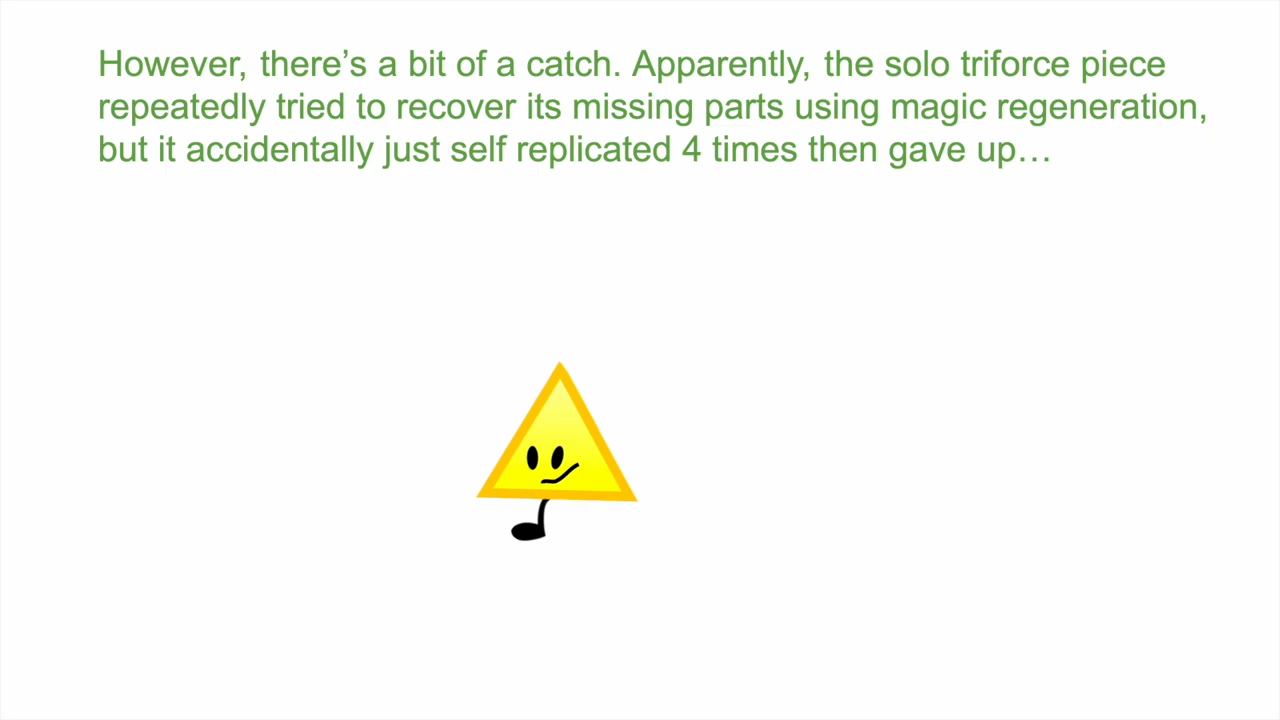 However, there’s a bit of a catch. Apparently, the solo triforce piece
repeatedly tried to recover its missing parts using magic regeneration,
but it accidentally just self replicated 4 times then gave up…